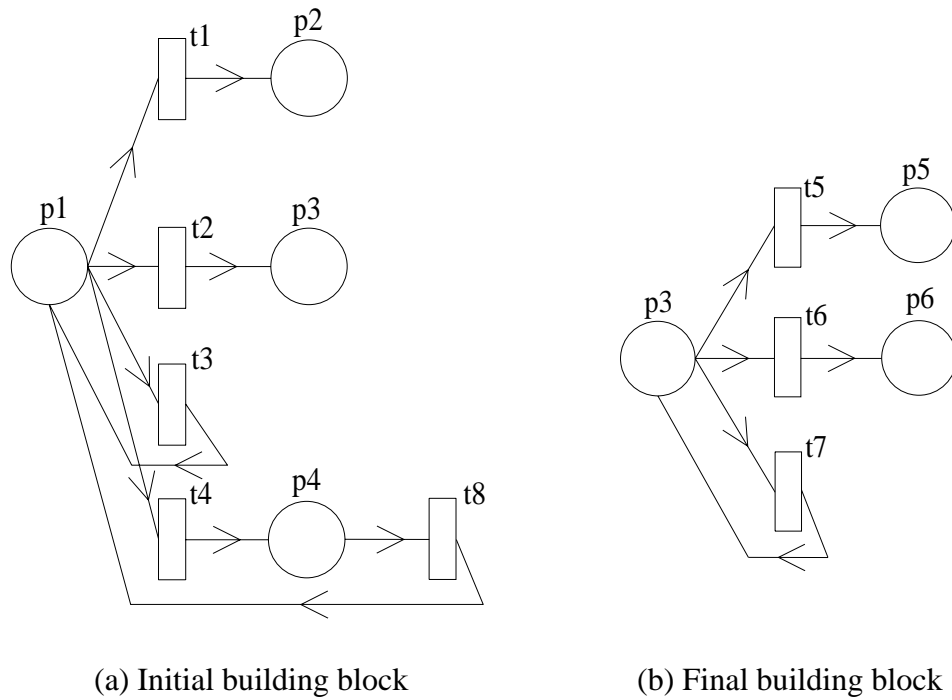 t1
p2
p1
t2
p3
t3
t4
p4
t8
(a) Initial building block
t5
p5
p3
t6
p6
t7
(b) Final building block